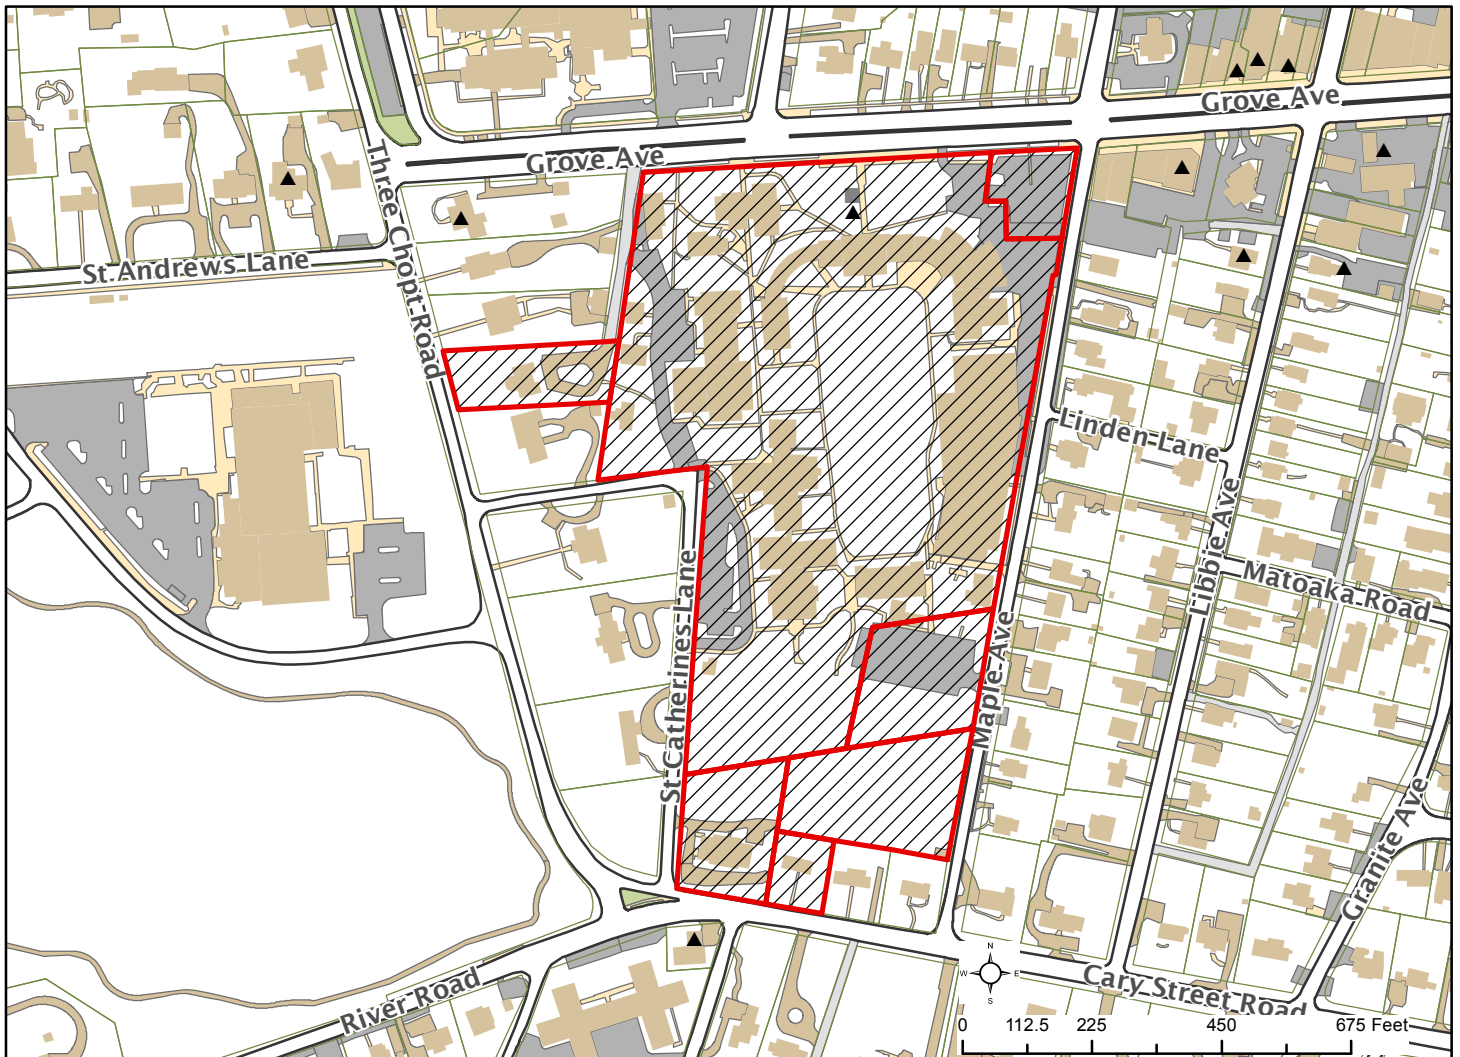 Grove Ave
Grove Ave
Three Chopt Road
St Andrews Lane
Linden Lane
Libbie Ave
Matoaka Road
St Catherines Lane
Maple Ave
Granite Ave
River Road
Cary Street Road
N
W E
S
0 112.5 225 450 675 Feet